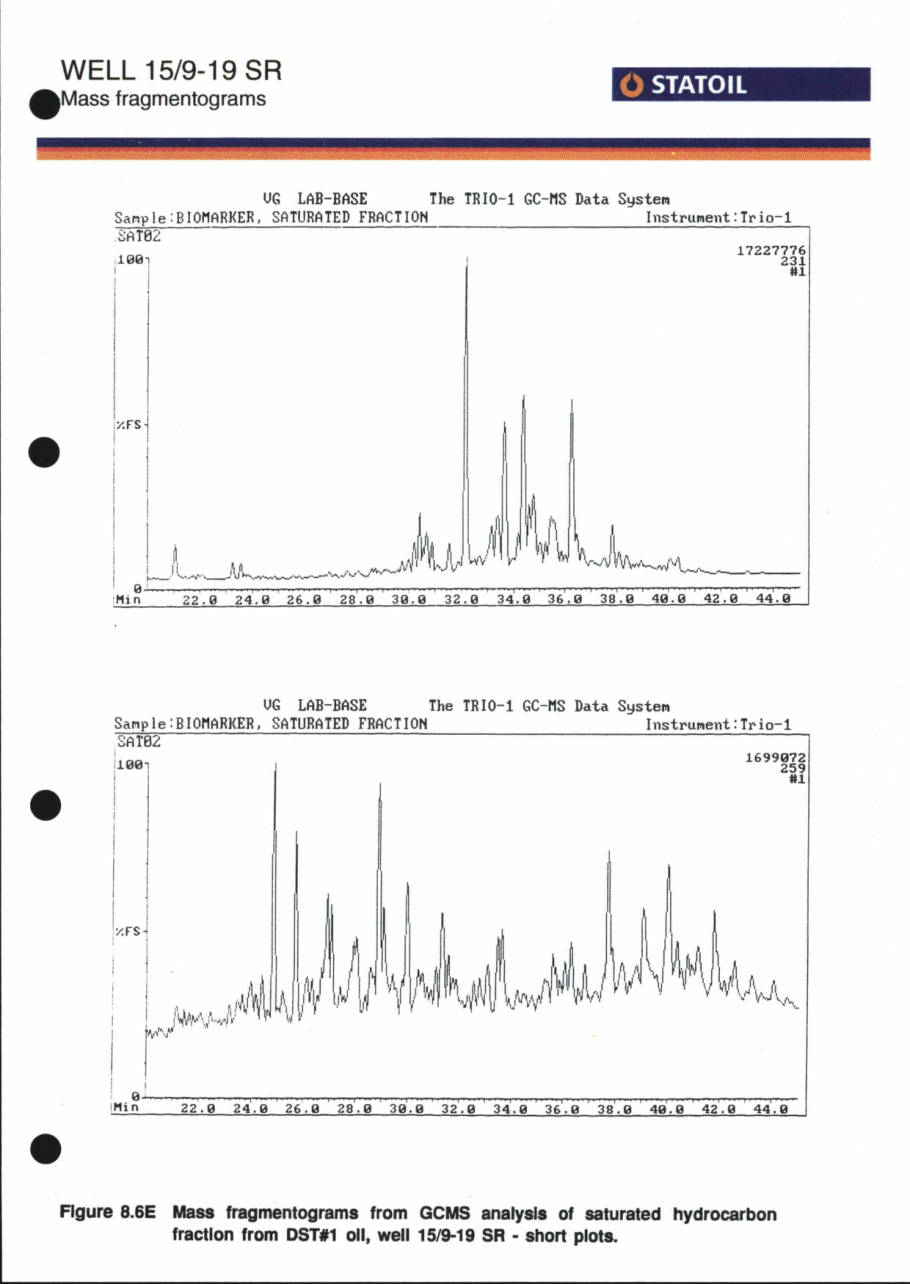 WELL 15/9-19 SR
Mass fragmentograms
STATOIL
VG LAB-BASE The TRIO-1 GC-MS Data System
Sample:BIOMARKER, SATURATED FRACTION Instrument:Trio-1
SAT02
100
17227776
231
#1
%FS
0
Min 22.0 24.0 26.0 28.0 30.0 32.0 34.0 36.0 38.0 40.0 42.0 44.0
VG LAB-BASE The TRIO-1 GC-MS Data System
Sample:BIOMARKER, SATURATED FRACTION Instrument:Trio-1
SAT02
100
1699072
259
#1
%FS
0
Min 22.0 24.0 26.0 28.0 30.0 32.0 34.0 36.0 38.0 40.0 42.0 44.0
Figure 8.6E Mass fragmentograms from GCMS analysis of saturated hydrocarbon
fraction from DST#1 oil, well 15/9-19 SR - short plots.